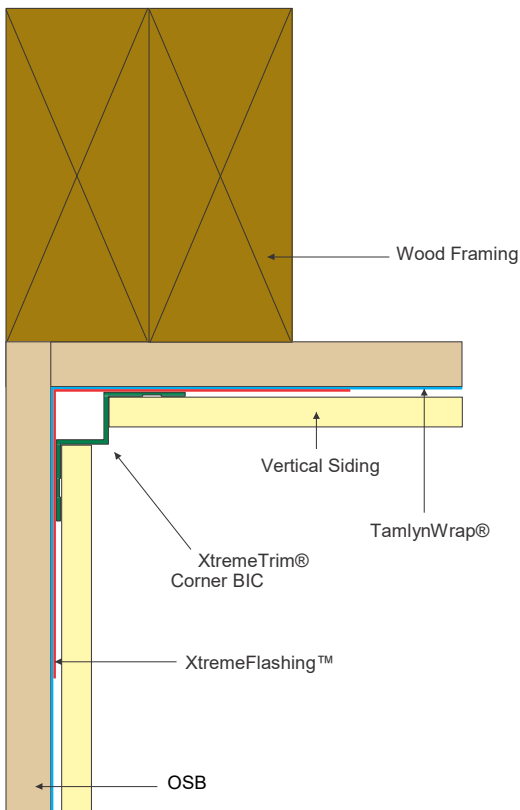 Wood Framing
Vertical Siding
TamlynWrap®
XtremeTrim®
Corner BIC
XtremeFlashing™
OSB